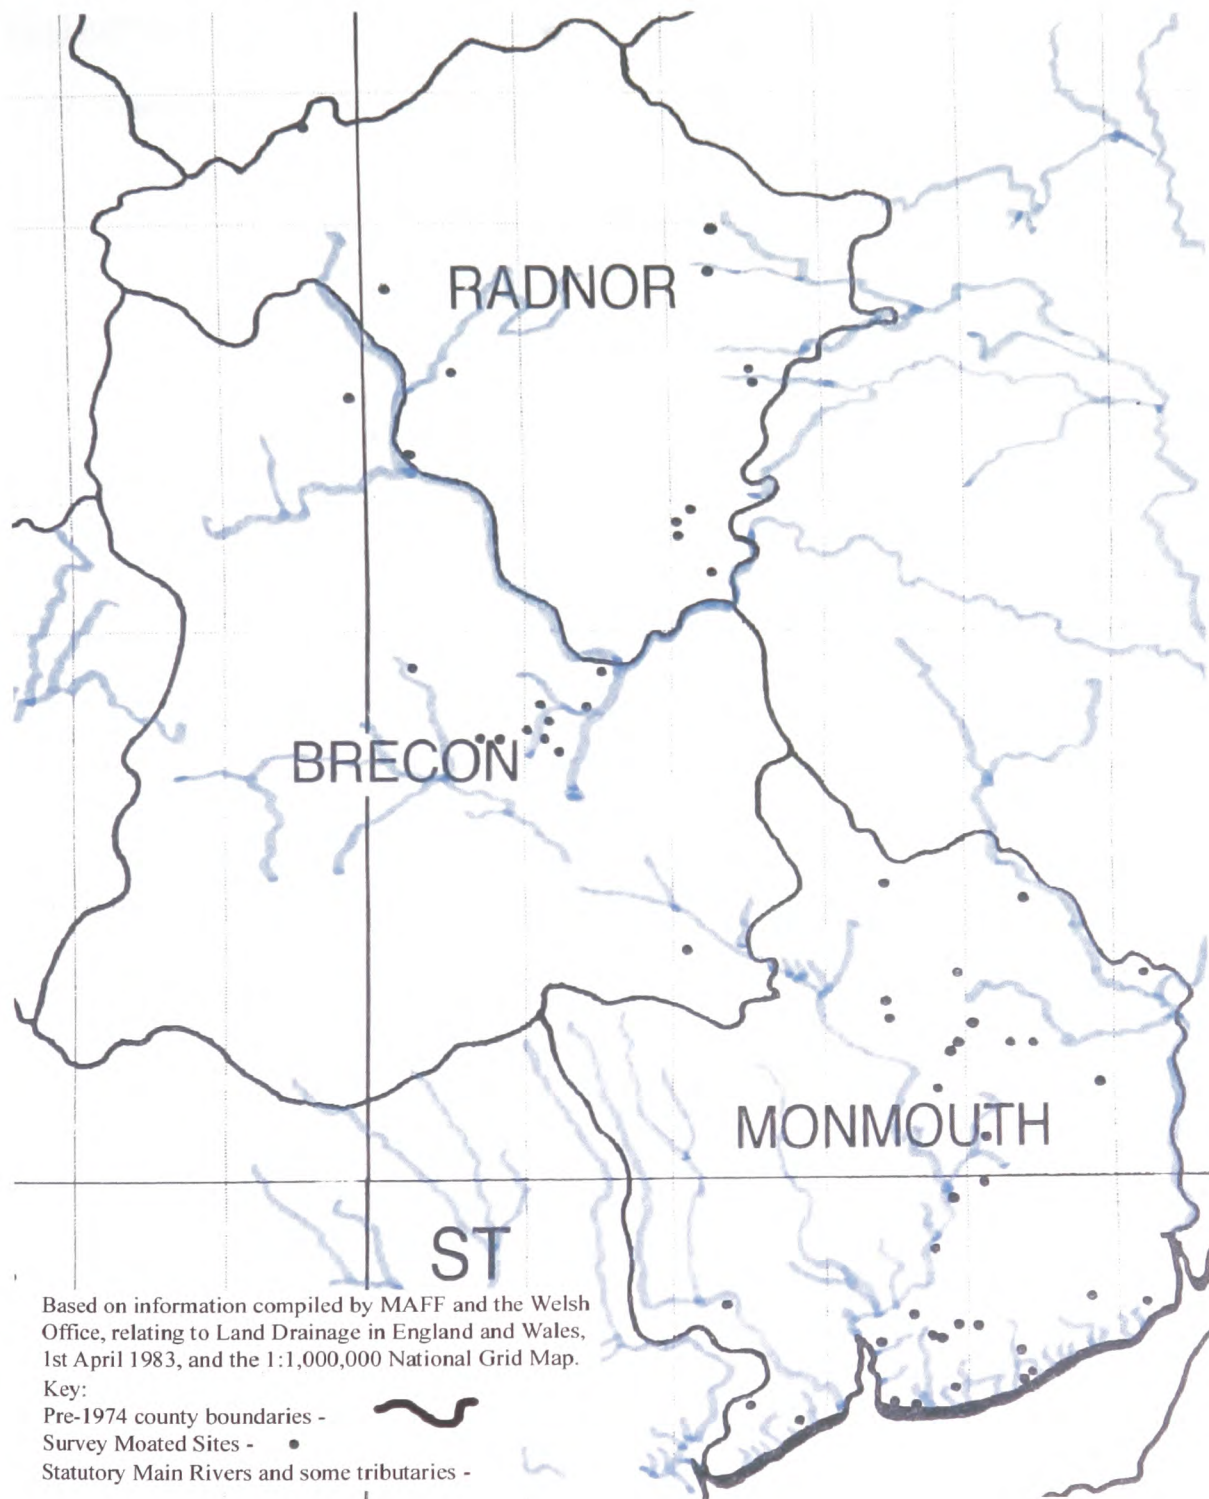 RADNOR
BRECON
MONMOUTH
ST
Based on information compiled by MAFF and the Welsh
Office, relating to Land Drainage in England and Wales,
1st April 1983, and the 1:1,000,000 National Grid Map.
Key:
Pre-1974 county boundaries -
Survey Moated Sites -
Statutory Main Rivers and some tributaries -